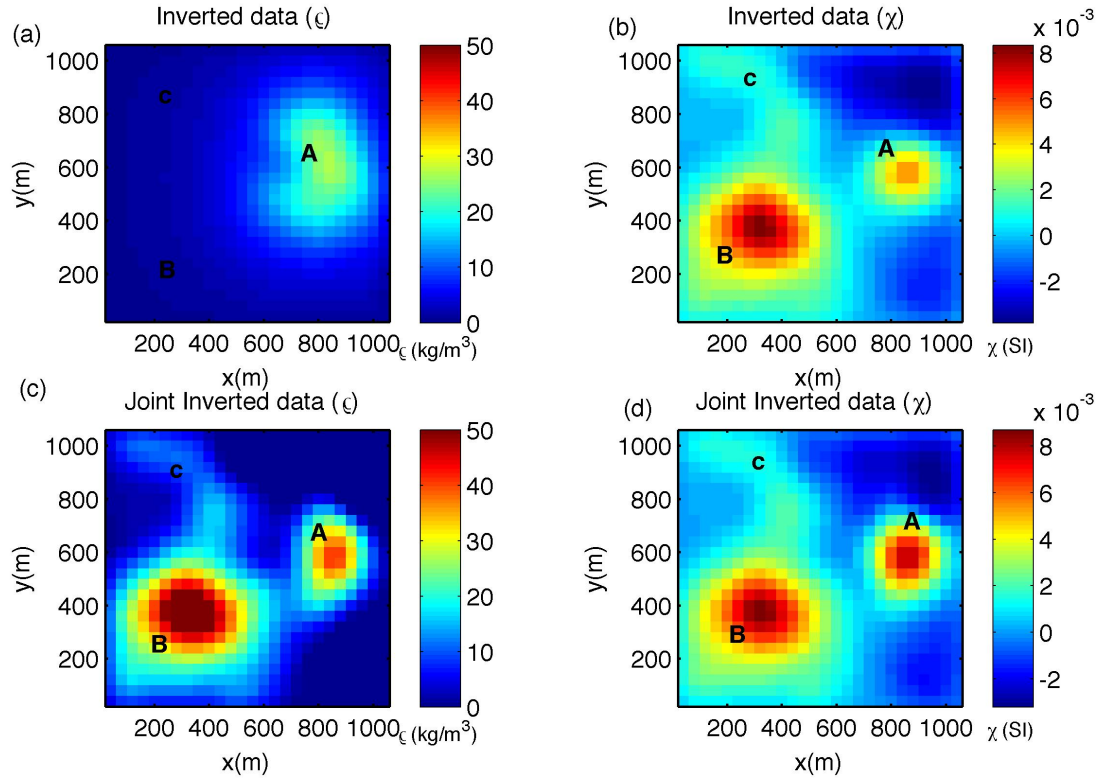 (a)
Inverted data (ϱ)
1000
800
600
400
200
y(m)
c
A
B
200 400 600 800 1000
x(m)
50
40
30
20
10
0
ϱ (kg/m³)
(b)
Inverted data (χ)
x 10⁻³
1000
800
600
400
200
y(m)
c
A
B
200 400 600 800 1000
x(m)
8
6
4
2
0
-2
χ (SI)
(c)
Joint Inverted data (ϱ)
1000
800
600
400
200
y(m)
c
A
B
200 400 600 800 1000
x(m)
50
40
30
20
10
0
ϱ (kg/m³)
(d)
Joint Inverted data (χ)
x 10⁻³
1000
800
600
400
200
y(m)
c
A
B
200 400 600 800 1000
x(m)
8
6
4
2
0
-2
χ (SI)